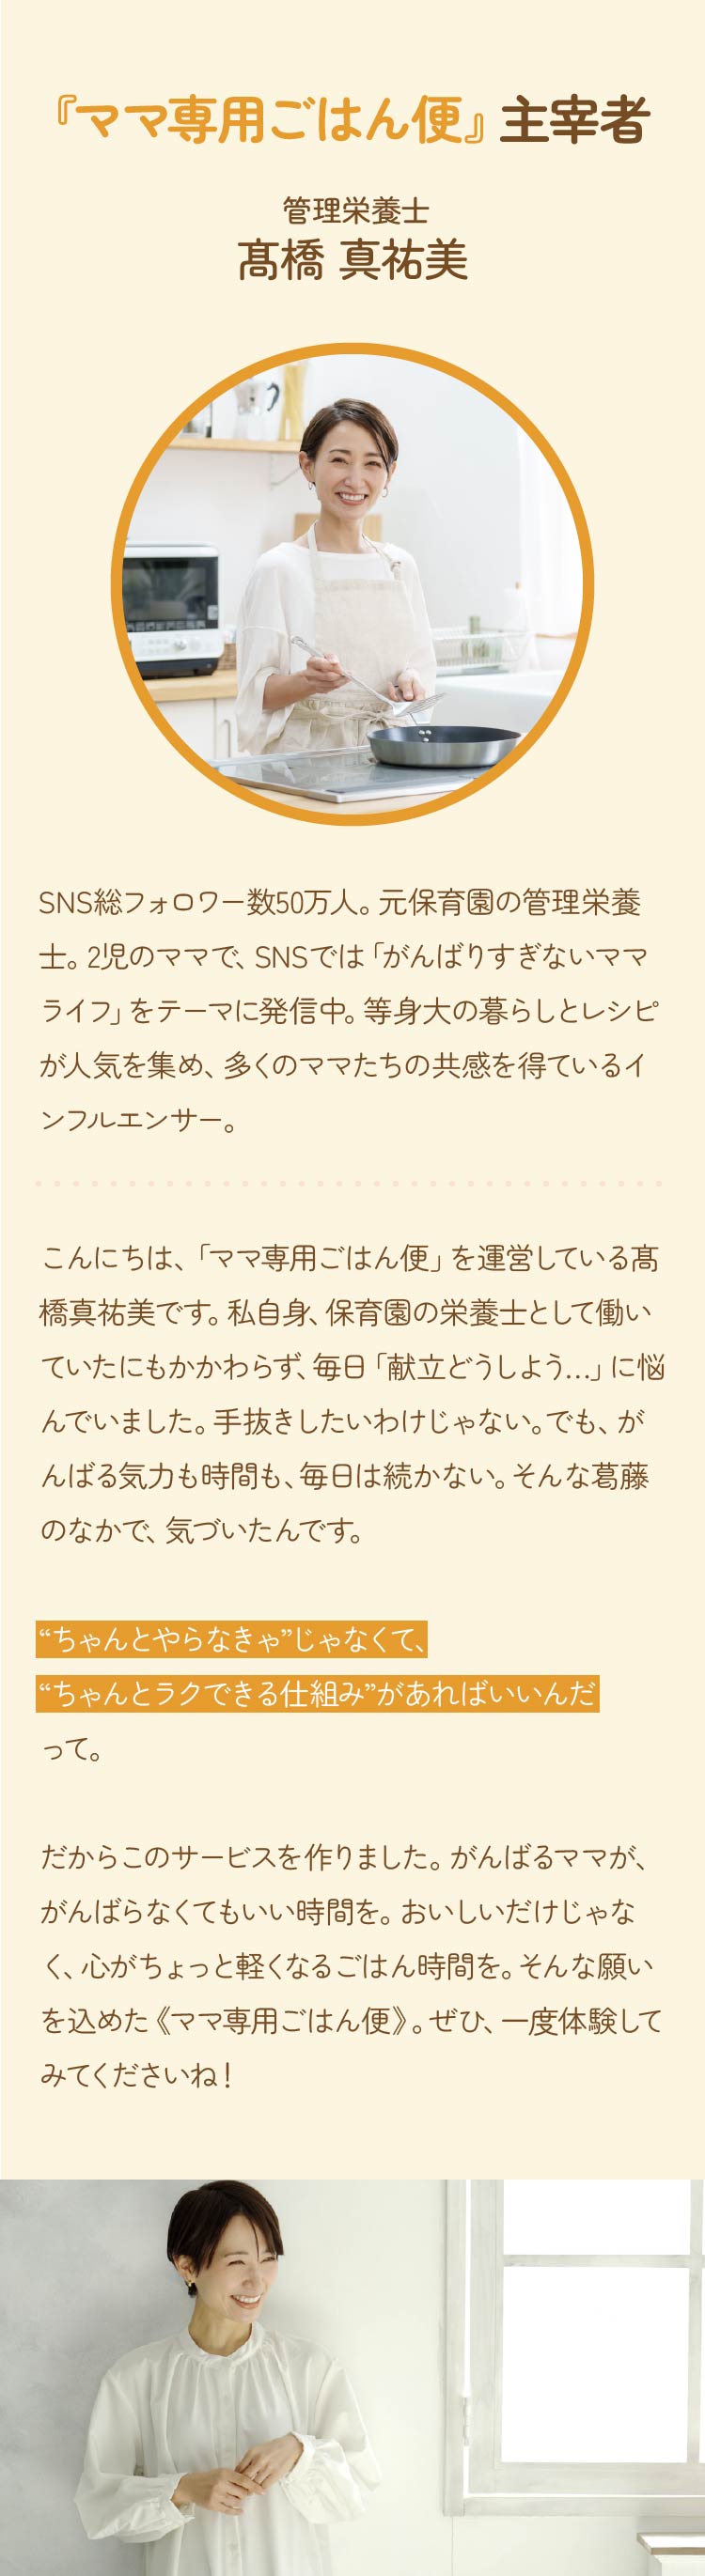 『ママ専用ごはん便』主宰者
管理栄養士
髙橋 真祐美
SNS総フォロワー数50万人。元保育園の管理栄養
士。2児のママで、SNSでは「がんばりすぎないママ
ライフ」をテーマに発信中。等身大の暮らしとレシピ
が人気を集め、多くのママたちの共感を得ているイ
ンフルエンサー。
こんにちは、「ママ専用ごはん便」を運営している髙
橋真祐美です。私自身、保育園の栄養士として働い
ていたにもかかわらず、毎日「献立どうしよう…」に悩
んでいました。手抜きしたいわけじゃない。でも、が
んばる気力も時間も、毎日は続かない。そんな葛藤
のなかで、気づいたんです。
“ちゃんとやらなきゃ”じゃなくて、
“ちゃんとラクできる仕組み”があればいいんだ
って。
だからこのサービスを作りました。がんばるママが、
がんばらなくてもいい時間を。おいしいだけじゃな
く、心がちょっと軽くなるごはん時間を。そんな願い
を込めた《ママ専用ごはん便》。ぜひ、一度体験して
みてくださいね！